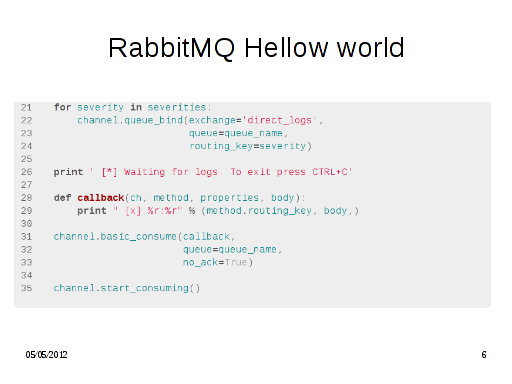 RabbitMQ Hellow world
21 for severity in severities:
22 channel.queue_bind(exchange='direct_logs',
23 queue=queue_name,
24 routing_key=severity)
25
26 print ' [*] Waiting for logs. To exit press CTRL+C'
27
28 def callback(ch, method, properties, body):
29 print " [x] %r:%r" % (method.routing_key, body,)
30
31 channel.basic_consume(callback,
32 queue=queue_name,
33 no_ack=True)
34
35 channel.start_consuming()
05/05/2012
6